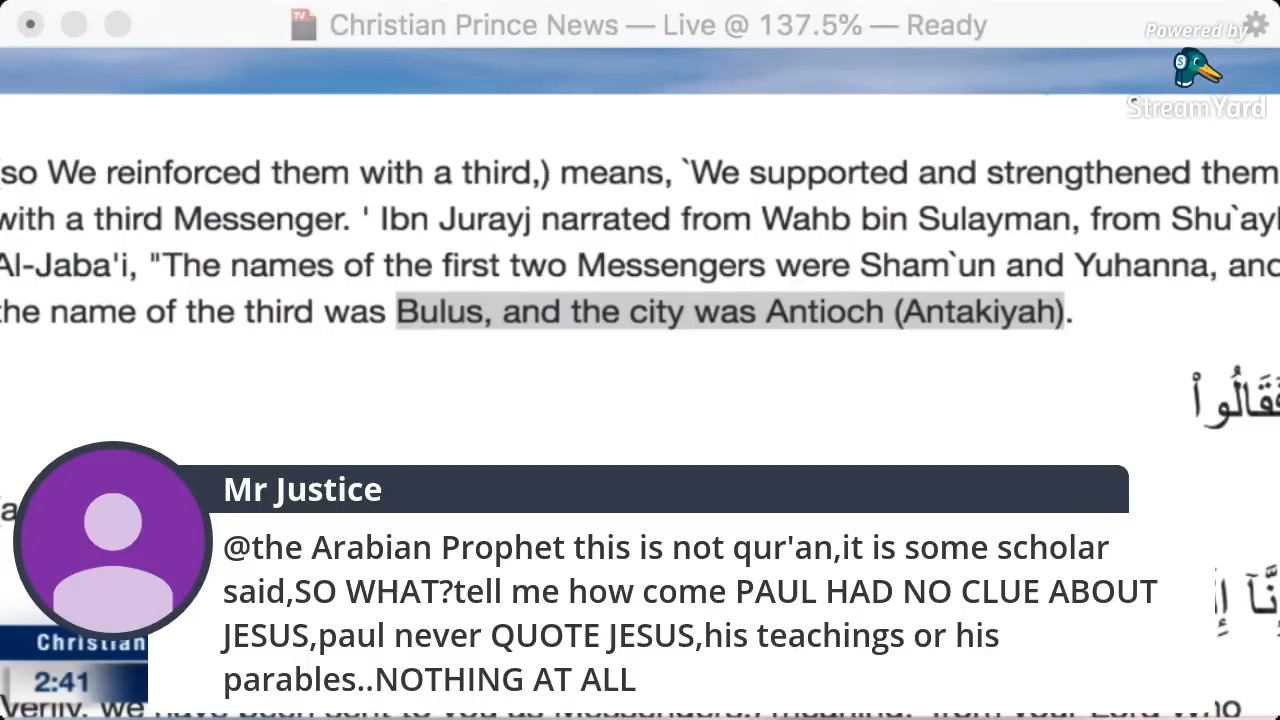 Christian Prince News — Live @ 137.5% — Ready
Powered by
StreamYard
(so We reinforced them with a third,) means, `We supported and strengthened them
with a third Messenger. ' Ibn Jurayj narrated from Wahb bin Sulayman, from Shu`ay
Al-Jaba'i, "The names of the first two Messengers were Sham`un and Yuhanna, and
the name of the third was Bulus, and the city was Antioch (Antakiyah).
فَقَالُواْ
Mr Justice
@the Arabian Prophet this is not qur'an,it is some scholar
said,SO WHAT?tell me how come PAUL HAD NO CLUE ABOUT
JESUS,paul never QUOTE JESUS,his teachings or his
parables..NOTHING AT ALL
Christian
2:41